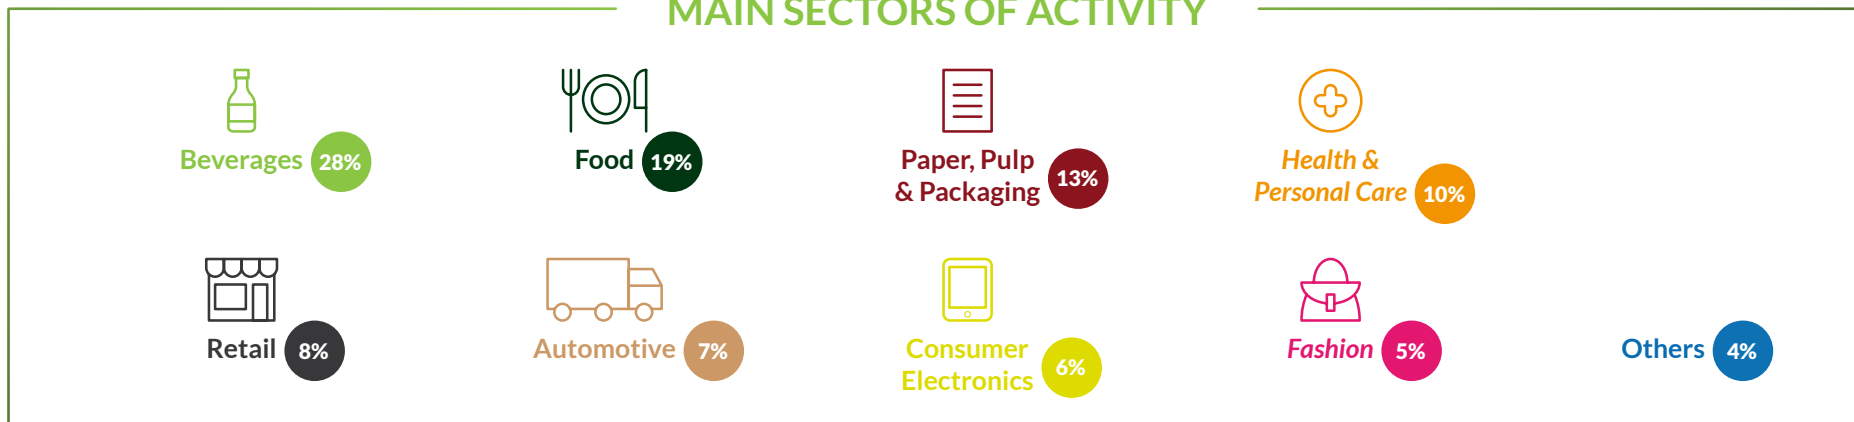 MAIN SECTORS OF ACTIVITY
Beverages 28%
Food 19%
Paper, Pulp
& Packaging 13%
Health &
Personal Care 10%
Retail 8%
Automotive 7%
Consumer
Electronics 6%
Fashion 5%
Others 4%